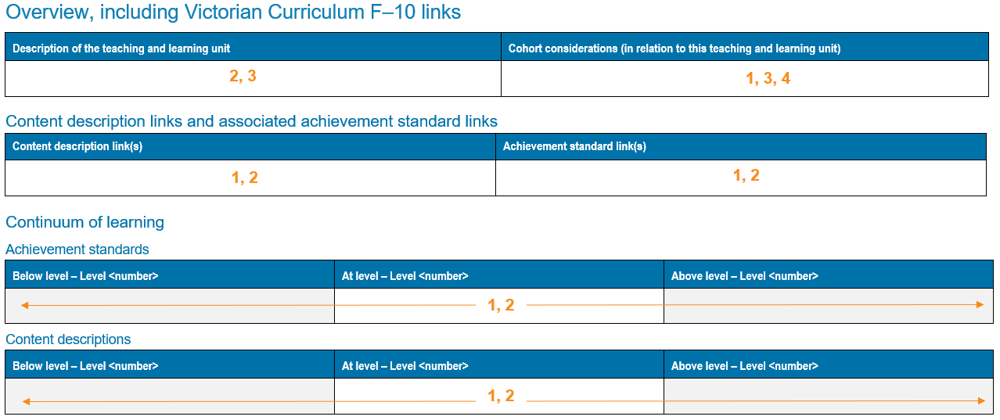 Overview, including Victorian Curriculum F–10 links
Description of the teaching and learning unit
Cohort considerations (in relation to this teaching and learning unit)
2, 3
1, 3, 4
Content description links and associated achievement standard links
Content description link(s)
Achievement standard link(s)
1, 2
1, 2
Continuum of learning
Achievement standards
Below level – Level <number>
At level – Level <number>
Above level – Level <number>
1, 2
Content descriptions
Below level – Level <number>
At level – Level <number>
Above level – Level <number>
1, 2